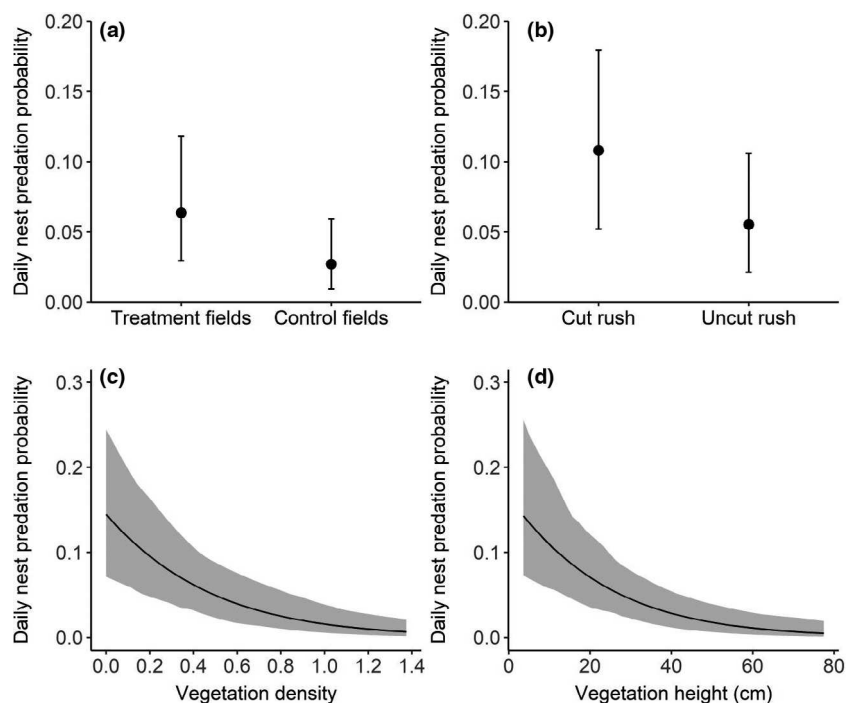 (a)
Daily nest predation probability
0.20
0.15
0.10
0.05
0.00
Treatment fields Control fields
(b)
Daily nest predation probability
0.20
0.15
0.10
0.05
0.00
Cut rush Uncut rush
(c)
Daily nest predation probability
0.3
0.2
0.1
0.0
0.0 0.2 0.4 0.6 0.8 1.0 1.2 1.4
Vegetation density
(d)
Daily nest predation probability
0.3
0.2
0.1
0.0
0 20 40 60 80
Vegetation height (cm)